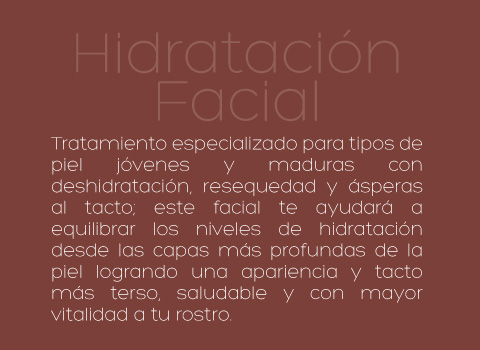 Hidratación
Facial
Tratamiento especializado para tipos de
piel jóvenes y maduras con
deshidratación, resequedad y ásperas
al tacto; este facial te ayudará a
equilibrar los niveles de hidratación
desde las capas más profundas de la
piel logrando una apariencia y tacto
más terso, saludable y con mayor
vitalidad a tu rostro.